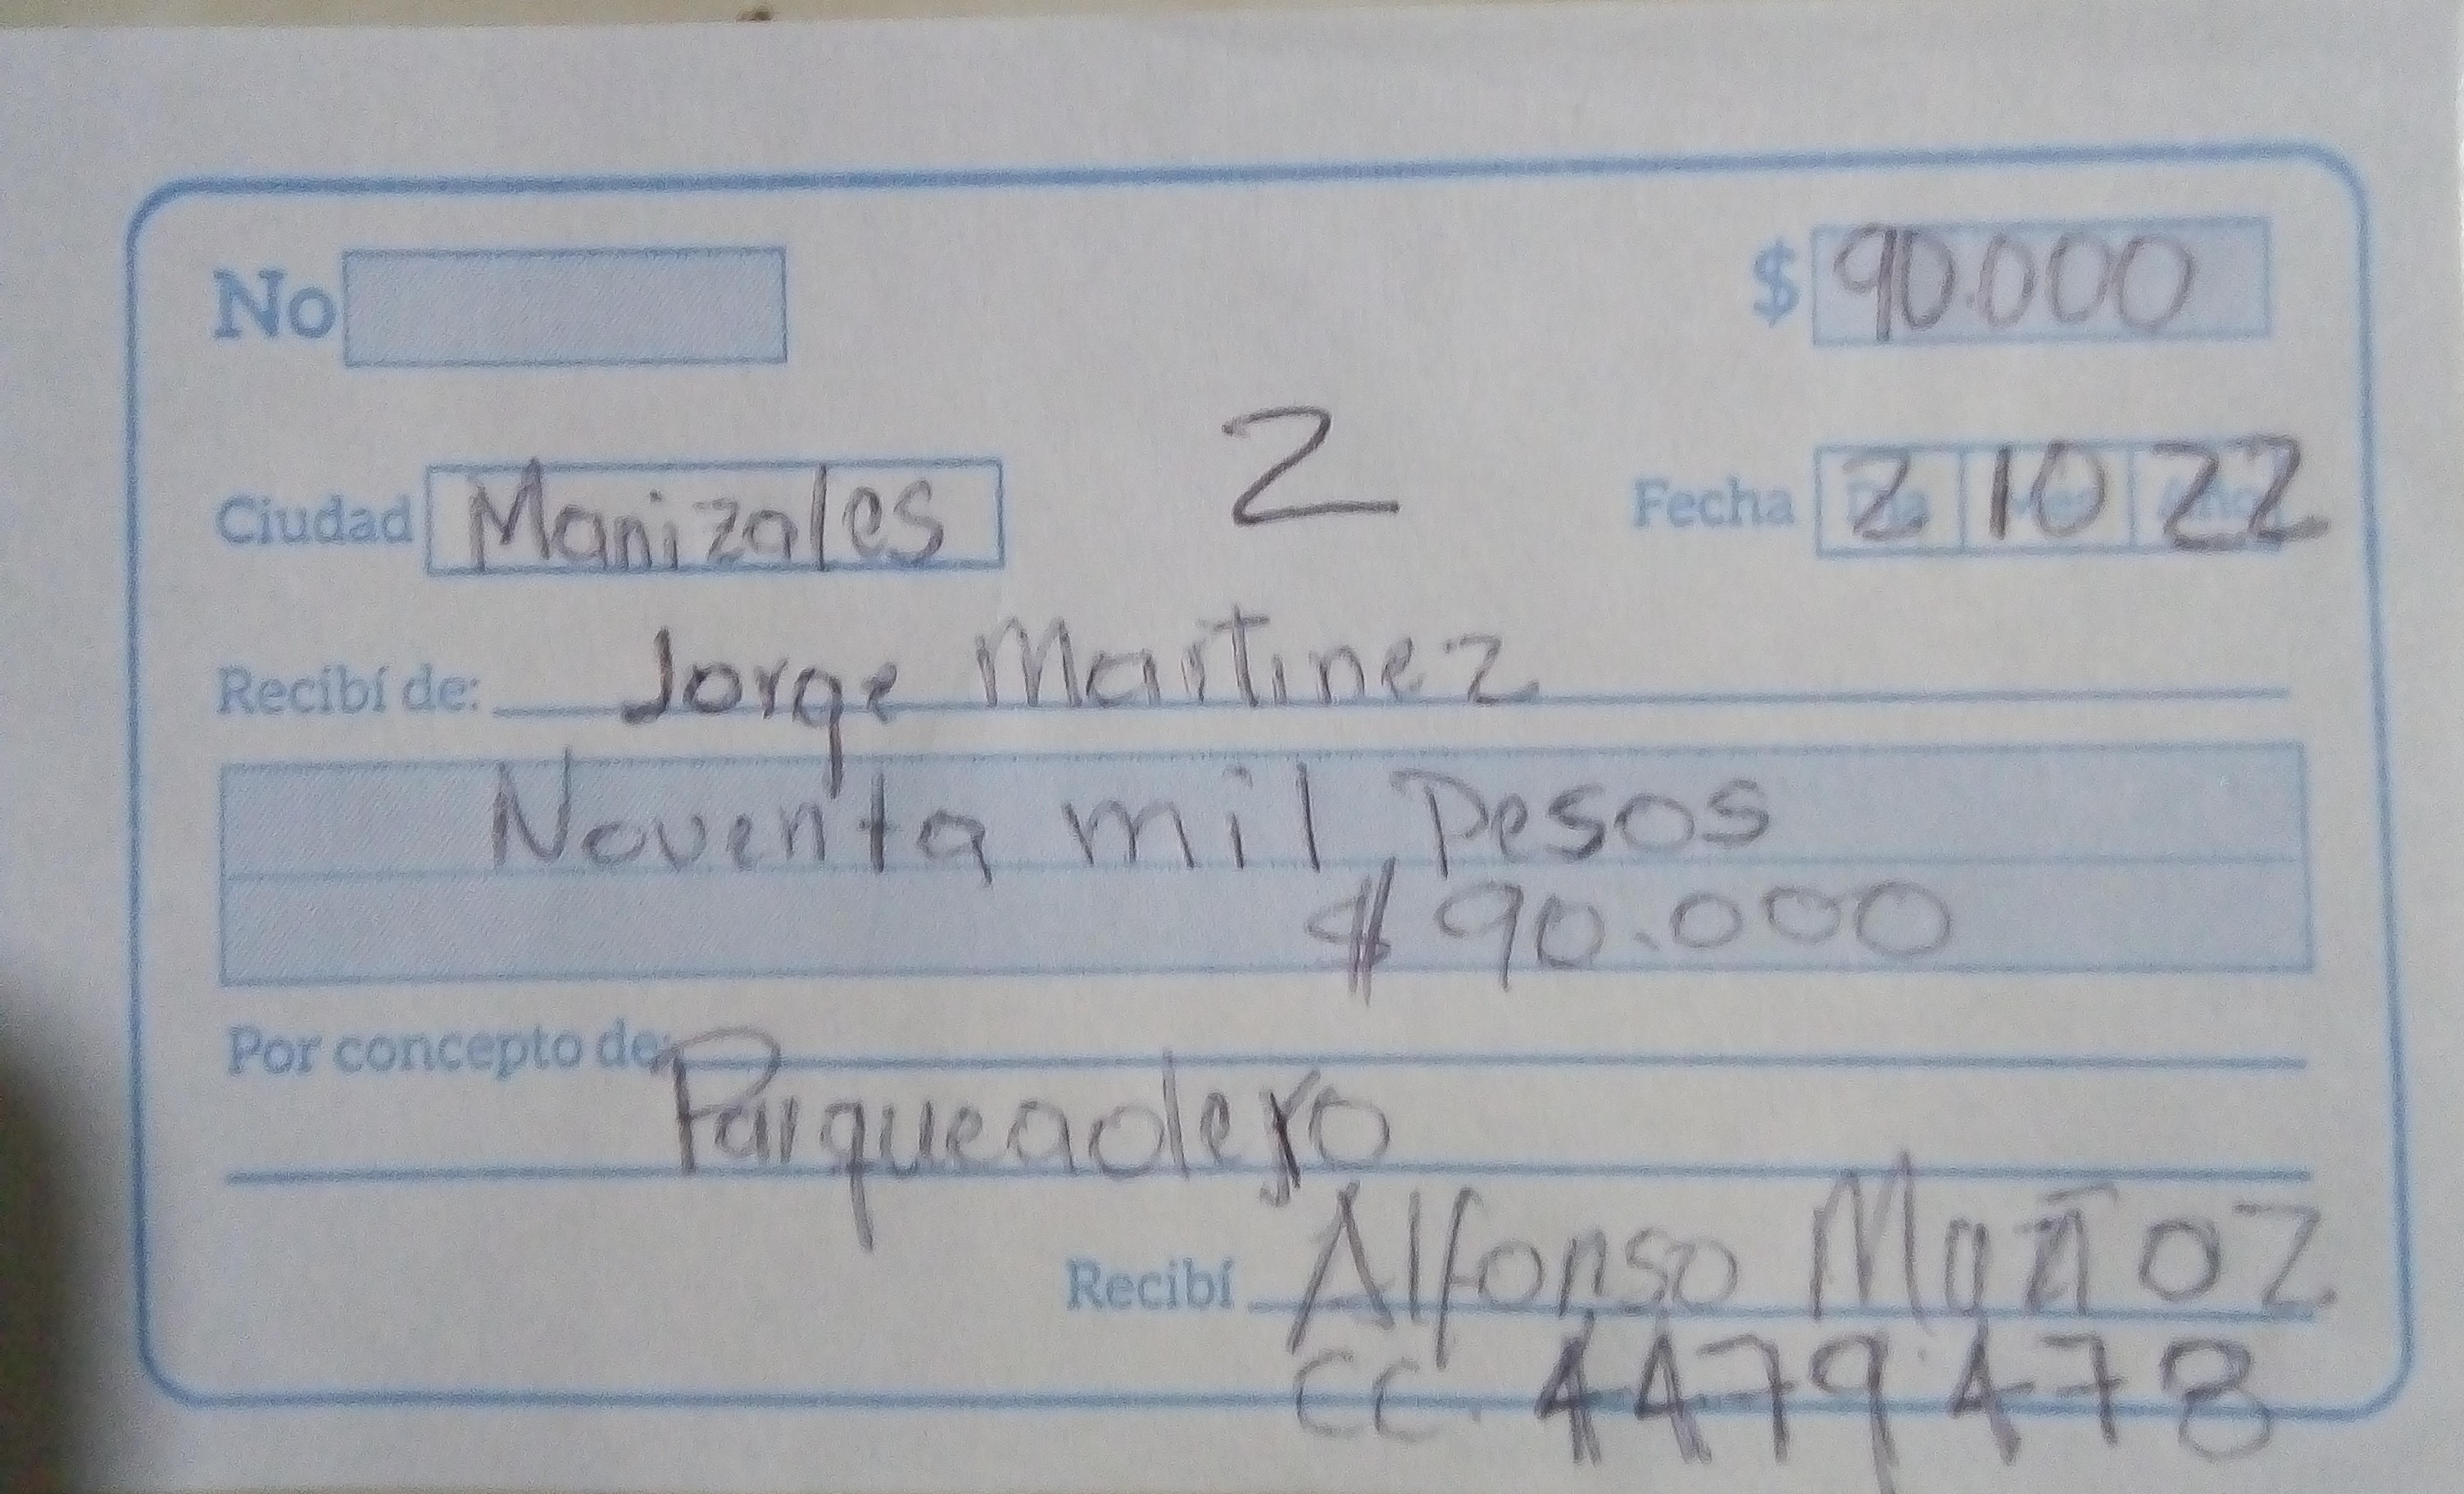 No $ 90.000
2
Ciudad Manizales Fecha 2 10 22
Recibí de: Jorge Martinez
Noventa mil Pesos
$ 90.000
Por concepto de:
Parqueadero
Recibí Alfonso Muñoz
CC. 4479478